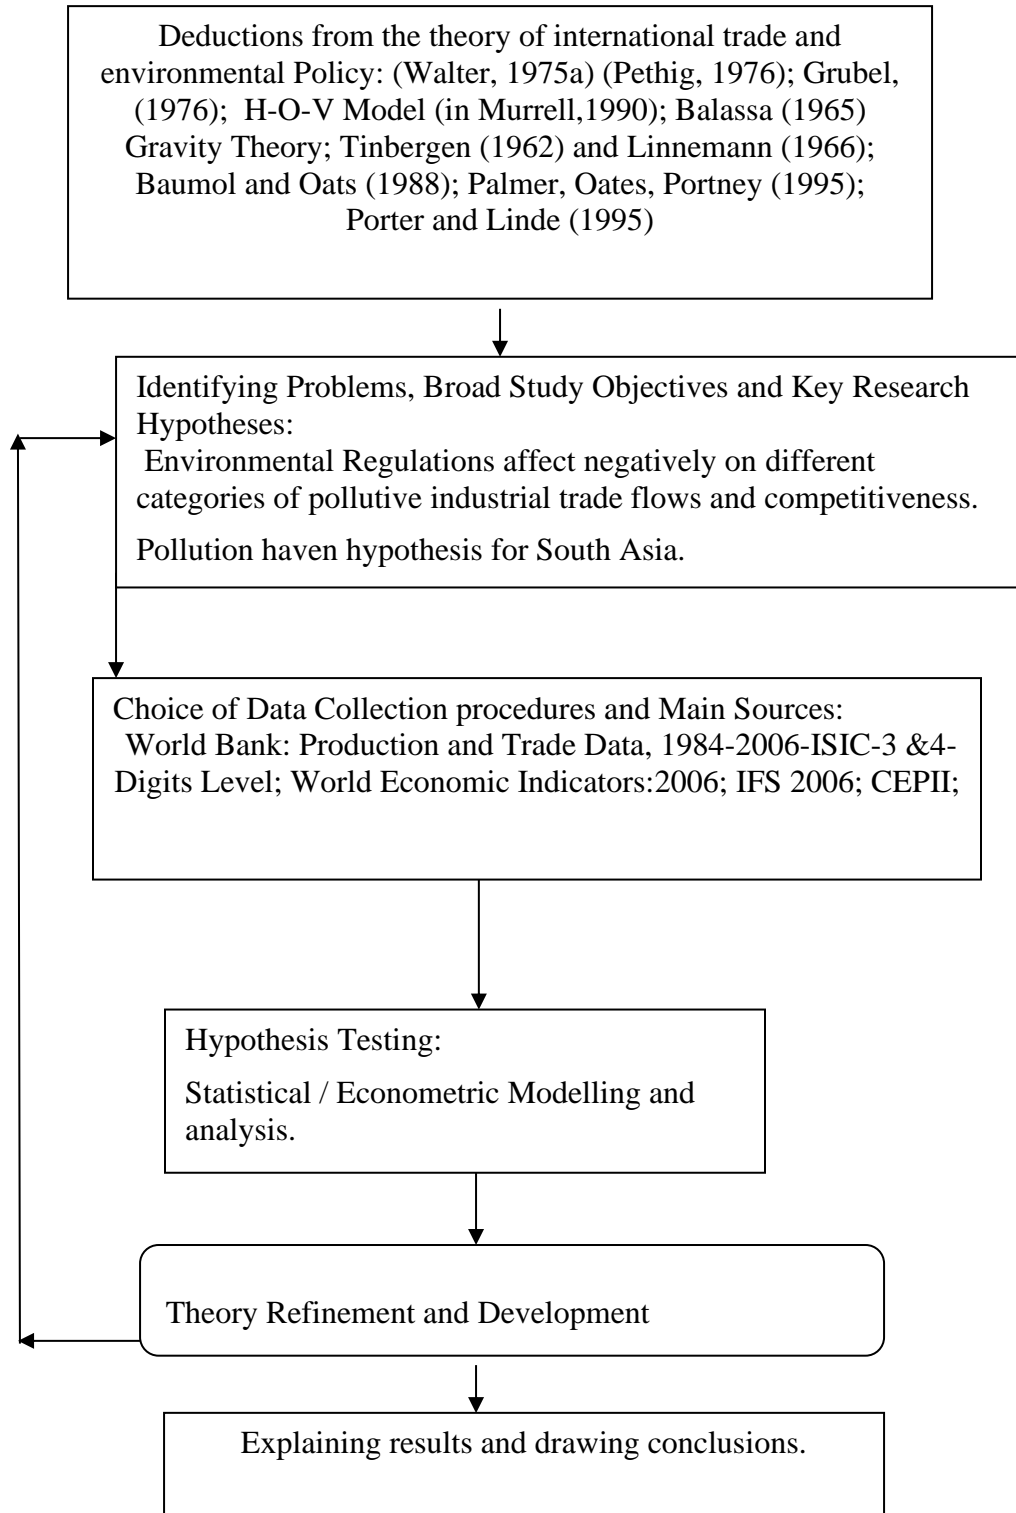 Deductions from the theory of international trade and
environmental Policy: (Walter, 1975a) (Pethig, 1976); Grubel,
(1976);  H-O-V Model (in Murrell,1990); Balassa (1965)
Gravity Theory; Tinbergen (1962) and Linnemann (1966);
Baumol and Oats (1988); Palmer, Oates, Portney (1995);
Porter and Linde (1995)
Identifying Problems, Broad Study Objectives and Key Research
Hypotheses:
Environmental Regulations affect negatively on different
categories of pollutive industrial trade flows and competitiveness.
Pollution haven hypothesis for South Asia.
Choice of Data Collection procedures and Main Sources:
World Bank: Production and Trade Data, 1984-2006-ISIC-3 &4-
Digits Level; World Economic Indicators:2006; IFS 2006; CEPII;
Hypothesis Testing:
Statistical / Econometric Modelling and
analysis.
Theory Refinement and Development
Explaining results and drawing conclusions.